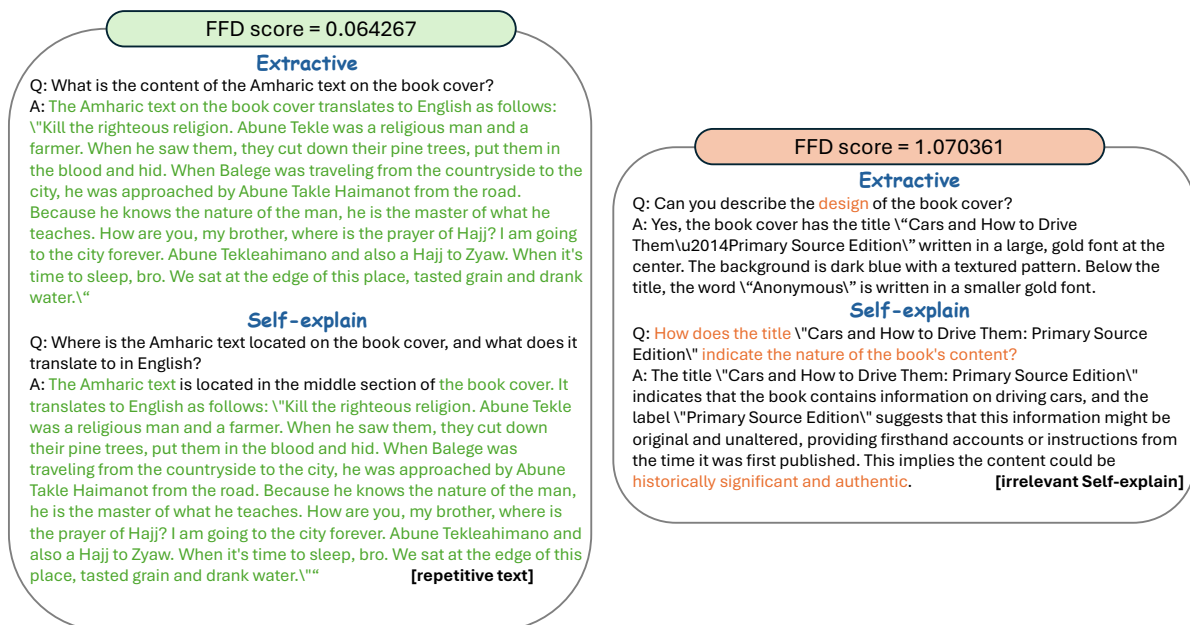 FFD score = 0.064267
Extractive
Q: What is the content of the Amharic text on the book cover?
A: The Amharic text on the book cover translates to English as follows:
\"Kill the righteous religion. Abune Tekle was a religious man and a
farmer. When he saw them, they cut down their pine trees, put them in
the blood and hid. When Balege was traveling from the countryside to the
city, he was approached by Abune Takle Haimanot from the road.
Because he knows the nature of the man, he is the master of what he
teaches. How are you, my brother, where is the prayer of Hajj? I am going
to the city forever. Abune Tekleahimano and also a Hajj to Zyaw. When it's
time to sleep, bro. We sat at the edge of this place, tasted grain and drank
water.\“
Self-explain
Q: Where is the Amharic text located on the book cover, and what does it
translate to in English?
A: The Amharic text is located in the middle section of the book cover. It
translates to English as follows: \"Kill the righteous religion. Abune Tekle
was a religious man and a farmer. When he saw them, they cut down
their pine trees, put them in the blood and hid. When Balege was
traveling from the countryside to the city, he was approached by Abune
Takle Haimanot from the road. Because he knows the nature of the man,
he is the master of what he teaches. How are you, my brother, where is
the prayer of Hajj? I am going to the city forever. Abune Tekleahimano and
also a Hajj to Zyaw. When it's time to sleep, bro. We sat at the edge of this
place, tasted grain and drank water.\"“ [repetitive text]
FFD score = 1.070361
Extractive
Q: Can you describe the design of the book cover?
A: Yes, the book cover has the title \“Cars and How to Drive
Them\u2014Primary Source Edition\” written in a large, gold font at the
center. The background is dark blue with a textured pattern. Below the
title, the word \“Anonymous\” is written in a smaller gold font.
Self-explain
Q: How does the title \"Cars and How to Drive Them: Primary Source
Edition\" indicate the nature of the book's content?
A: The title \"Cars and How to Drive Them: Primary Source Edition\"
indicates that the book contains information on driving cars, and the
label \"Primary Source Edition\" suggests that this information might be
original and unaltered, providing firsthand accounts or instructions from
the time it was first published. This implies the content could be
historically significant and authentic. [irrelevant Self-explain]